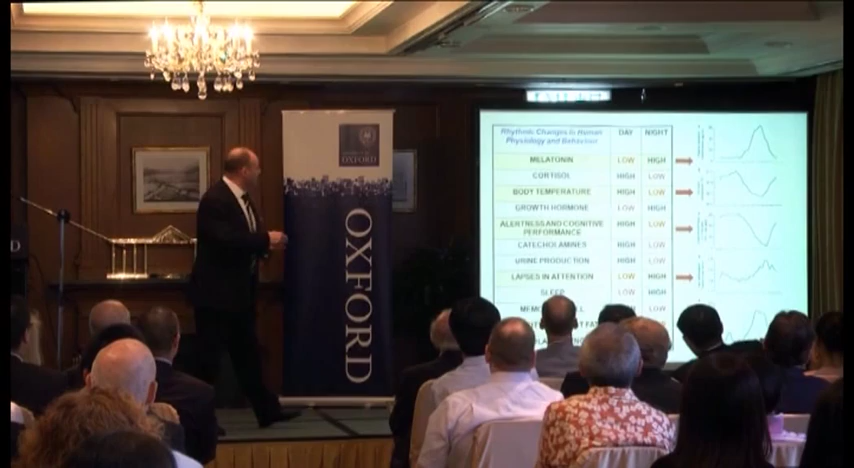 OXFORD
OXFORD
Rhythmic Changes in Human DAY NIGHT
Physiology and Behaviour
MELATONIN LOW HIGH
CORTISOL HIGH LOW
BODY TEMPERATURE HIGH LOW
GROWTH HORMONE LOW HIGH
ALERTNESS AND COGNITIVE HIGH LOW
PERFORMANCE
CATECHOLAMINES HIGH LOW
URINE PRODUCTION HIGH LOW
LAPSES IN ATTENTION LOW HIGH
SLEEP LOW HIGH
LOW